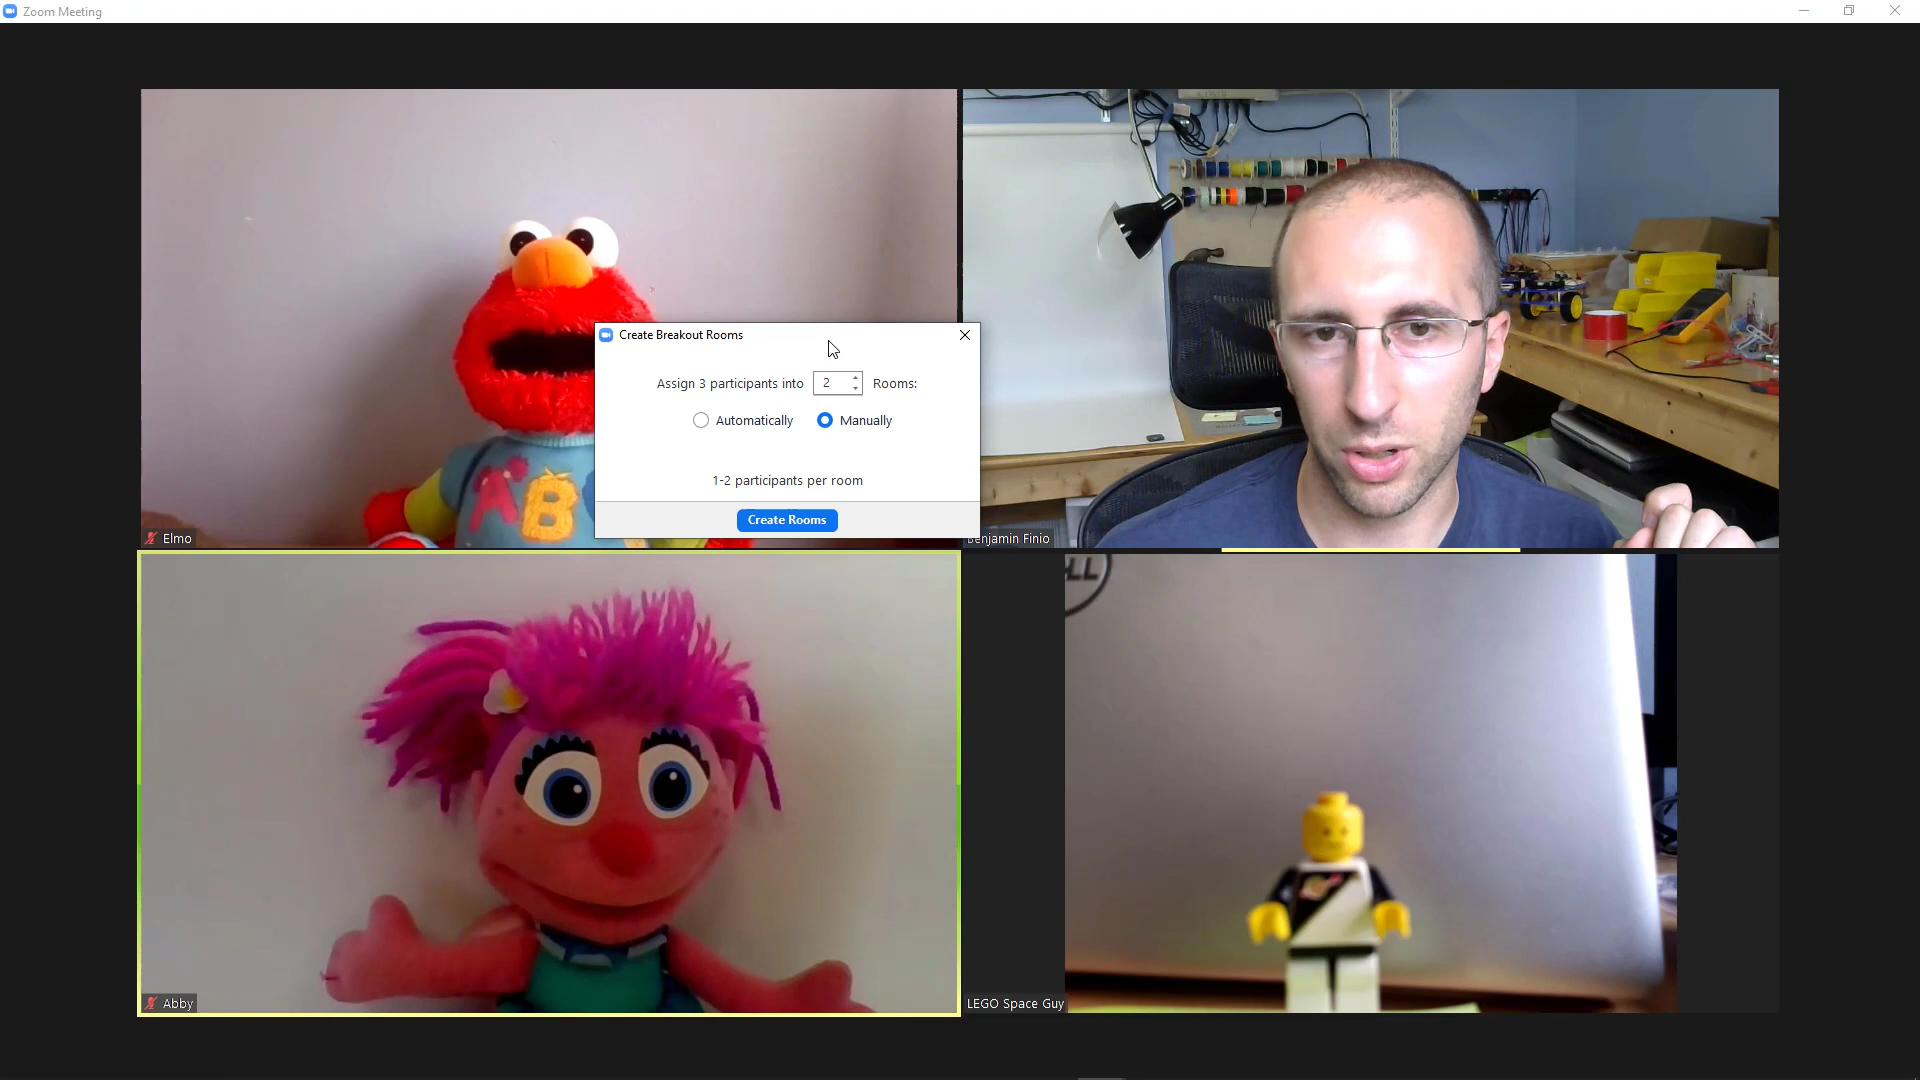 Zoom Meeting
Create Breakout Rooms
Assign 3 participants into 2 Rooms:
Automatically Manually
1-2 participants per room
Create Rooms
Elmo
Benjamin Finio
Abby
LEGO Space Guy